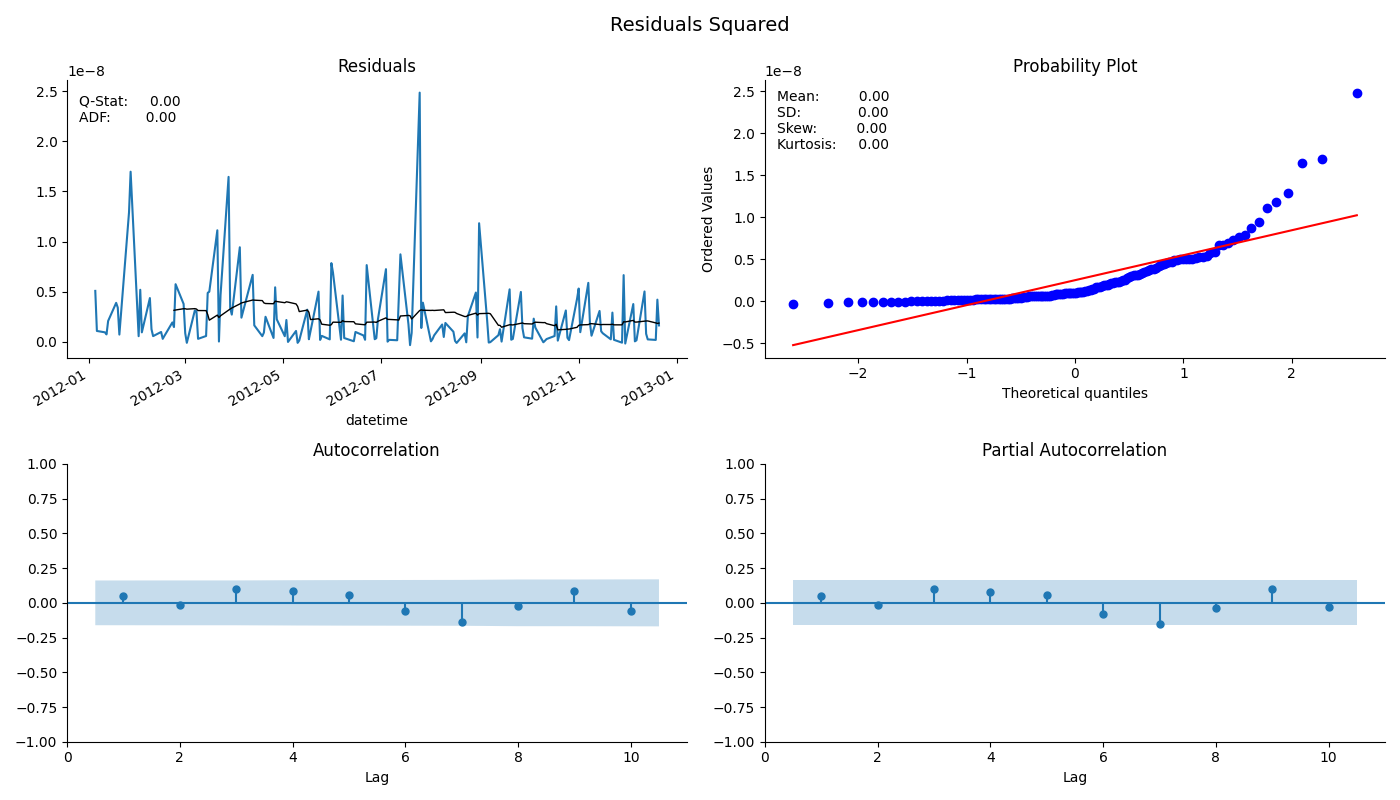 Residuals Squared
Residuals
1e−8
Q-Stat: 0.00
ADF: 0.00
2.5
2.0
1.5
1.0
0.5
0.0
2012-01
2012-03
2012-05
2012-07
2012-09
2012-11
2013-01
datetime
Probability Plot
1e−8
Mean: 0.00
SD: 0.00
Skew: 0.00
Kurtosis: 0.00
Ordered Values
2.5
2.0
1.5
1.0
0.5
0.0
−0.5
−2 −1 0 1 2
Theoretical quantiles
Autocorrelation
1.00
0.75
0.50
0.25
0.00
−0.25
−0.50
−0.75
−1.00
0 2 4 6 8 10
Lag
Partial Autocorrelation
1.00
0.75
0.50
0.25
0.00
−0.25
−0.50
−0.75
−1.00
0 2 4 6 8 10
Lag